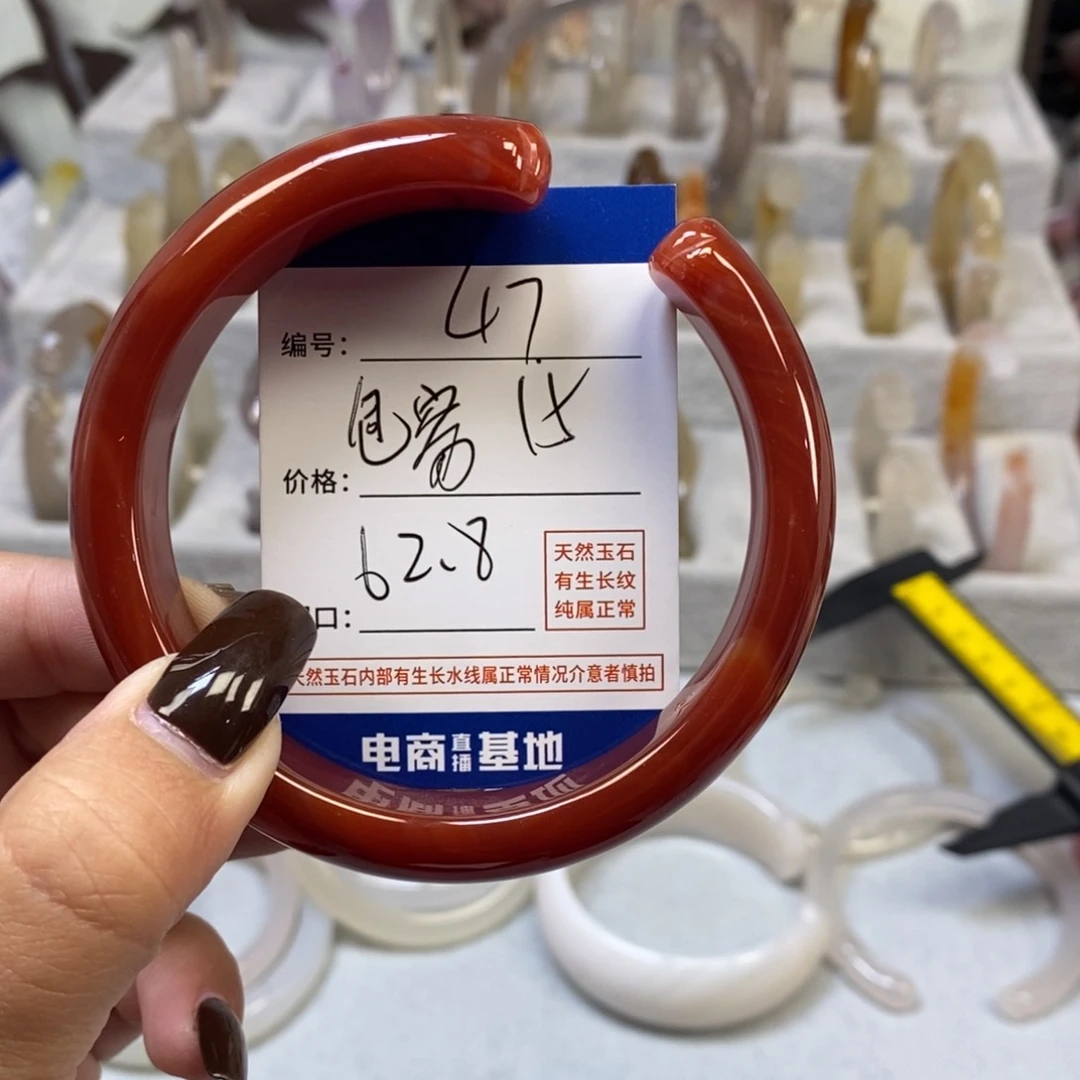 编号: 47.
价格:
口: 62.8
天然玉石
有生长纹
纯属正常
天然玉石内部有生长水线属正常情况介意者慎拍
电商直播基地